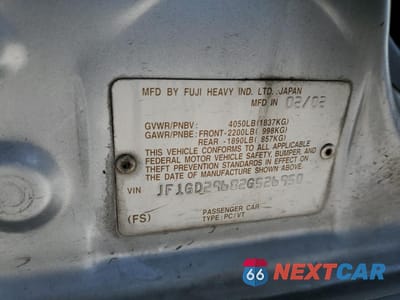 MFD BY FUJI HEAVY IND. LTD. JAPAN
MFD IN 02/02
GVWR/PNBV: 4050LB(1837KG)
GAWR/PNBE: FRONT-2200LB( 998KG)
REAR -1890LB( 857KG)
THIS VEHICLE CONFORMS TO ALL APPLICABLE
FEDERAL MOTOR VEHICLE SAFETY, BUMPER, AND
THEFT PREVENTION STANDARDS IN EFFECT ON
THE DATE OF MANUFACTURE SHOWN ABOVE.
VIN JF1GD29682G526950
(FS) PASSENGER CAR
TYPE: PC/VT
66 NEXTCAR